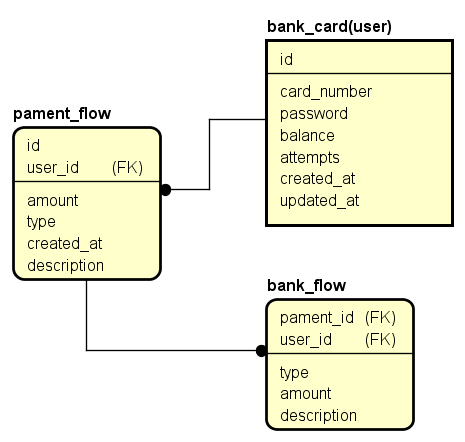 bank_card(user)
id
card_number
password
balance
attempts
created_at
updated_at
pament_flow
id
user_id (FK)
amount
type
created_at
description
bank_flow
pament_id (FK)
user_id (FK)
type
amount
description